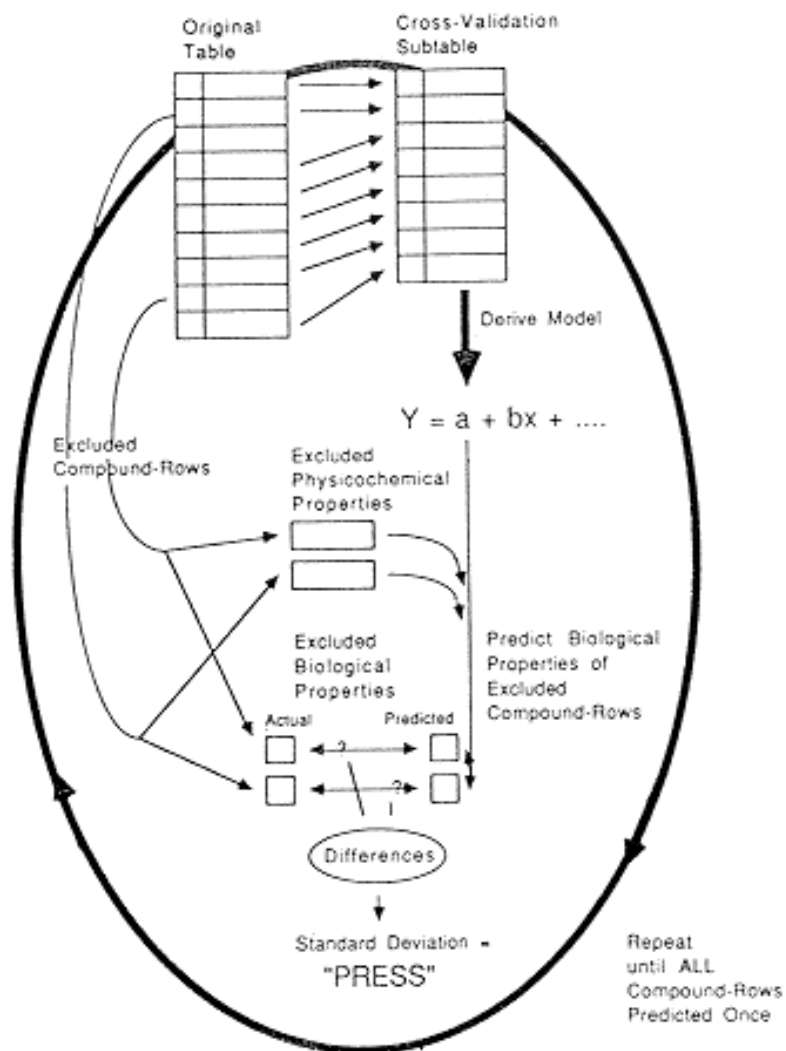 Original
Table
Cross-Validation
Subtable
Derive Model
Y = a + bx + ....
Excluded
Compound-Rows
Excluded
Physicochemical
Properties
Excluded
Biological
Properties
Predict Biological
Properties of
Excluded
Compound-Rows
Actual
Predicted
?
?
Differences
Standard Deviation =
"PRESS"
Repeat
until ALL
Compound-Rows
Predicted Once